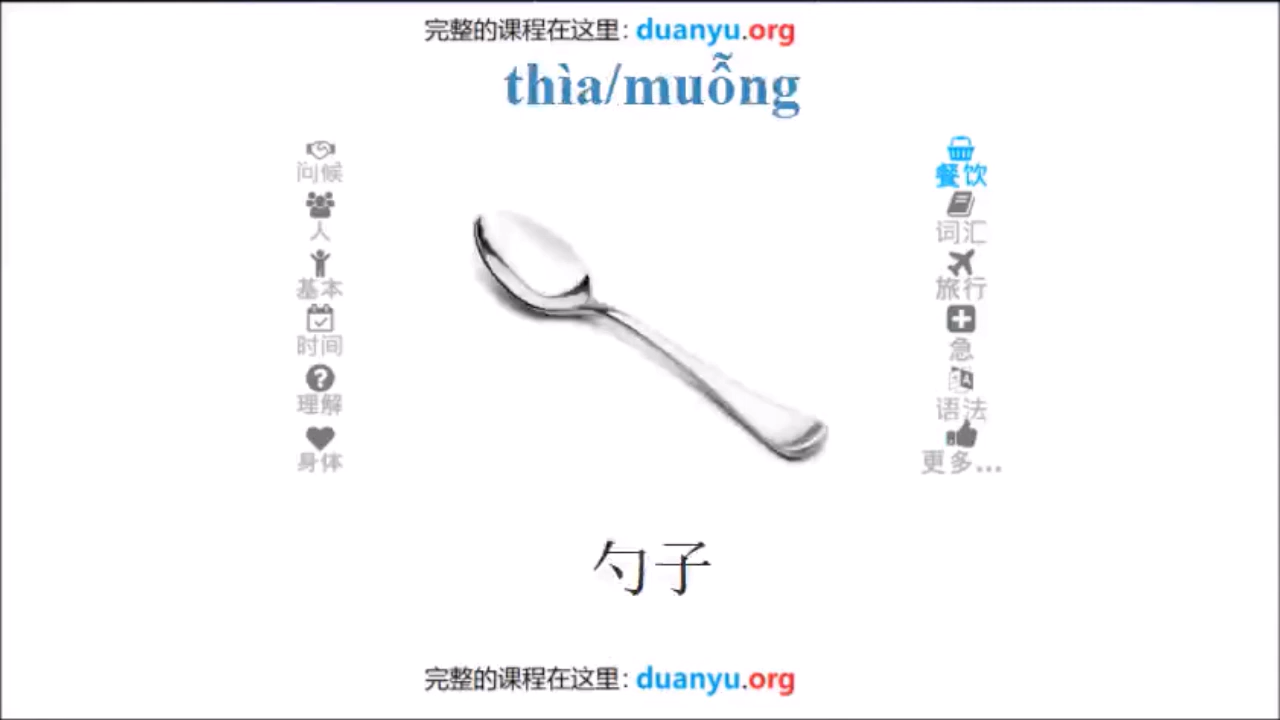 完整的课程在这里: duanyu.org
thìa/muỗng
问候
人
基本
时间
理解
身体
餐饮
词汇
旅行
急
语法
更多...
勺子
完整的课程在这里: duanyu.org